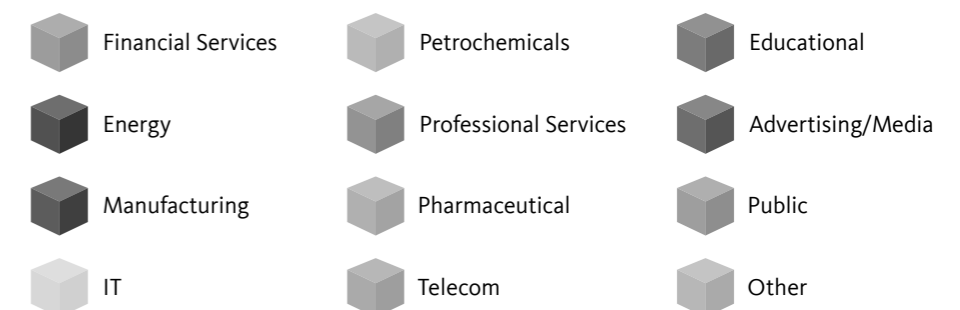 Financial Services
Petrochemicals
Educational
Energy
Professional Services
Advertising/Media
Manufacturing
Pharmaceutical
Public
IT
Telecom
Other